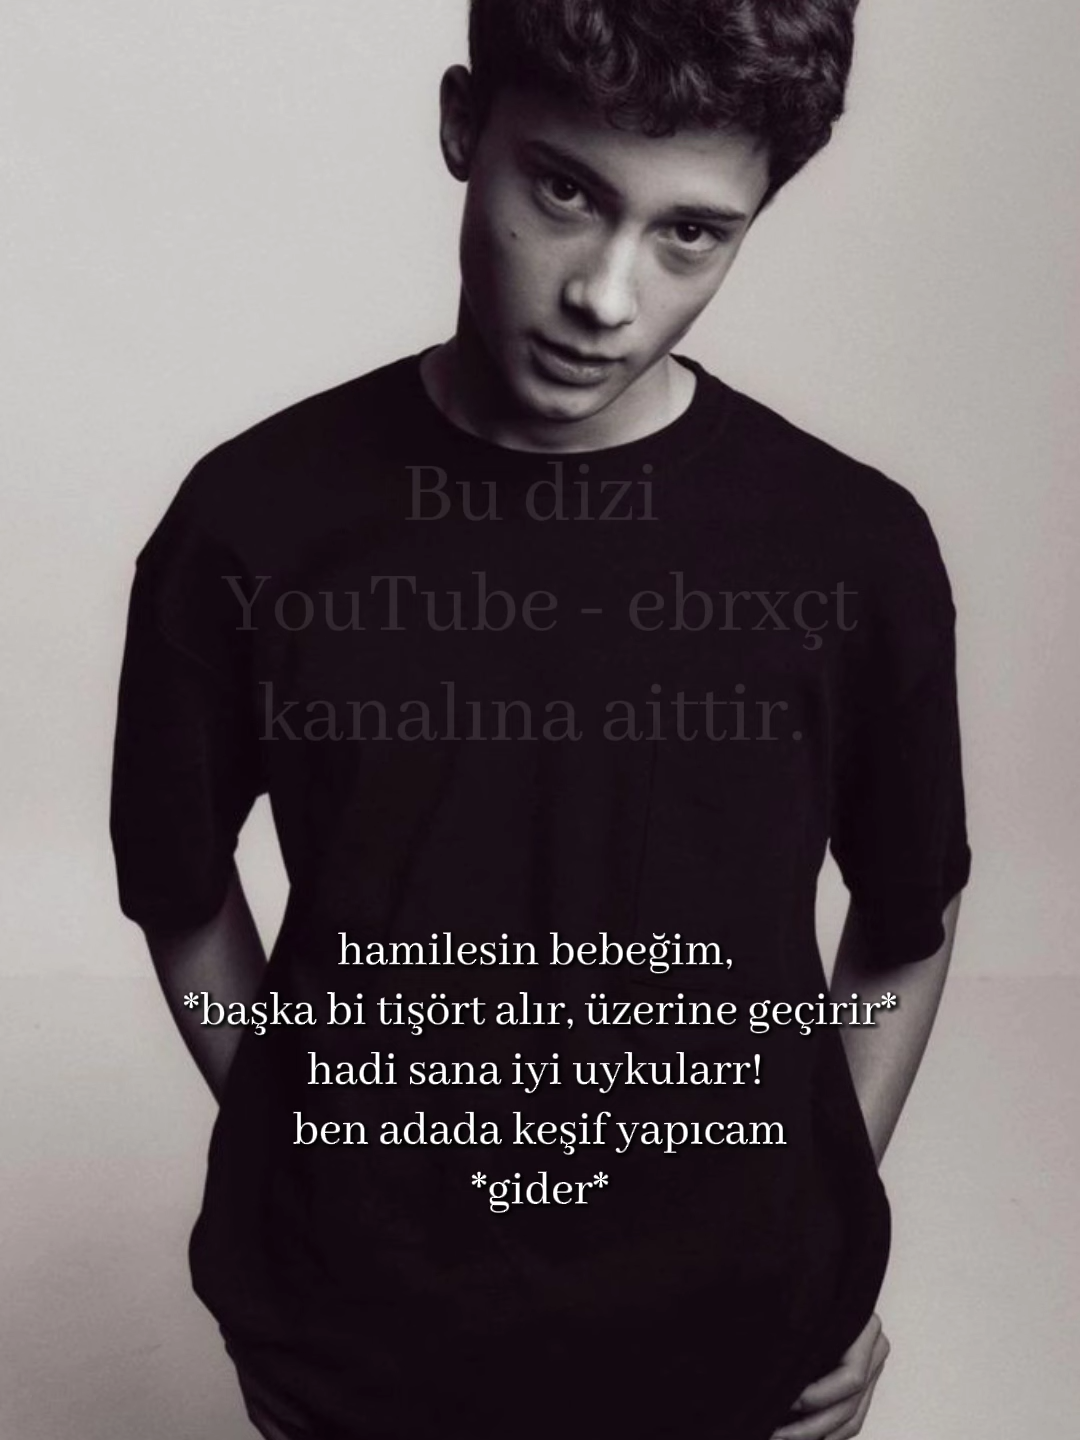 Bu dizi
YouTube - ebrxçt
kanalına aittir.
hamilesin bebeğim,
*başka bi tişört alır, üzerine geçirir*
hadi sana iyi uykularr!
ben adada keşif yapıcam
*gider*